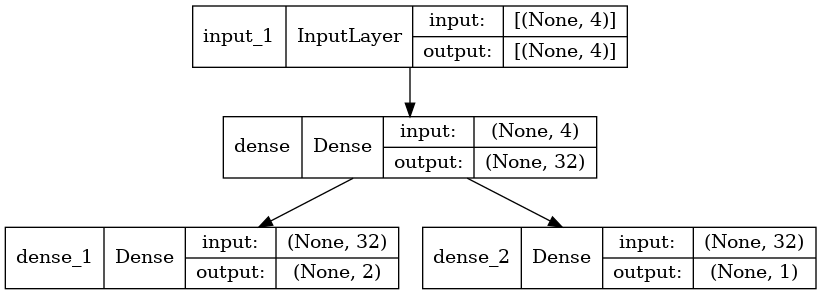 input_1 InputLayer input: [(None, 4)]
output: [(None, 4)]
dense Dense input: (None, 4)
output: (None, 32)
dense_1 Dense input: (None, 32)
output: (None, 2)
dense_2 Dense input: (None, 32)
output: (None, 1)